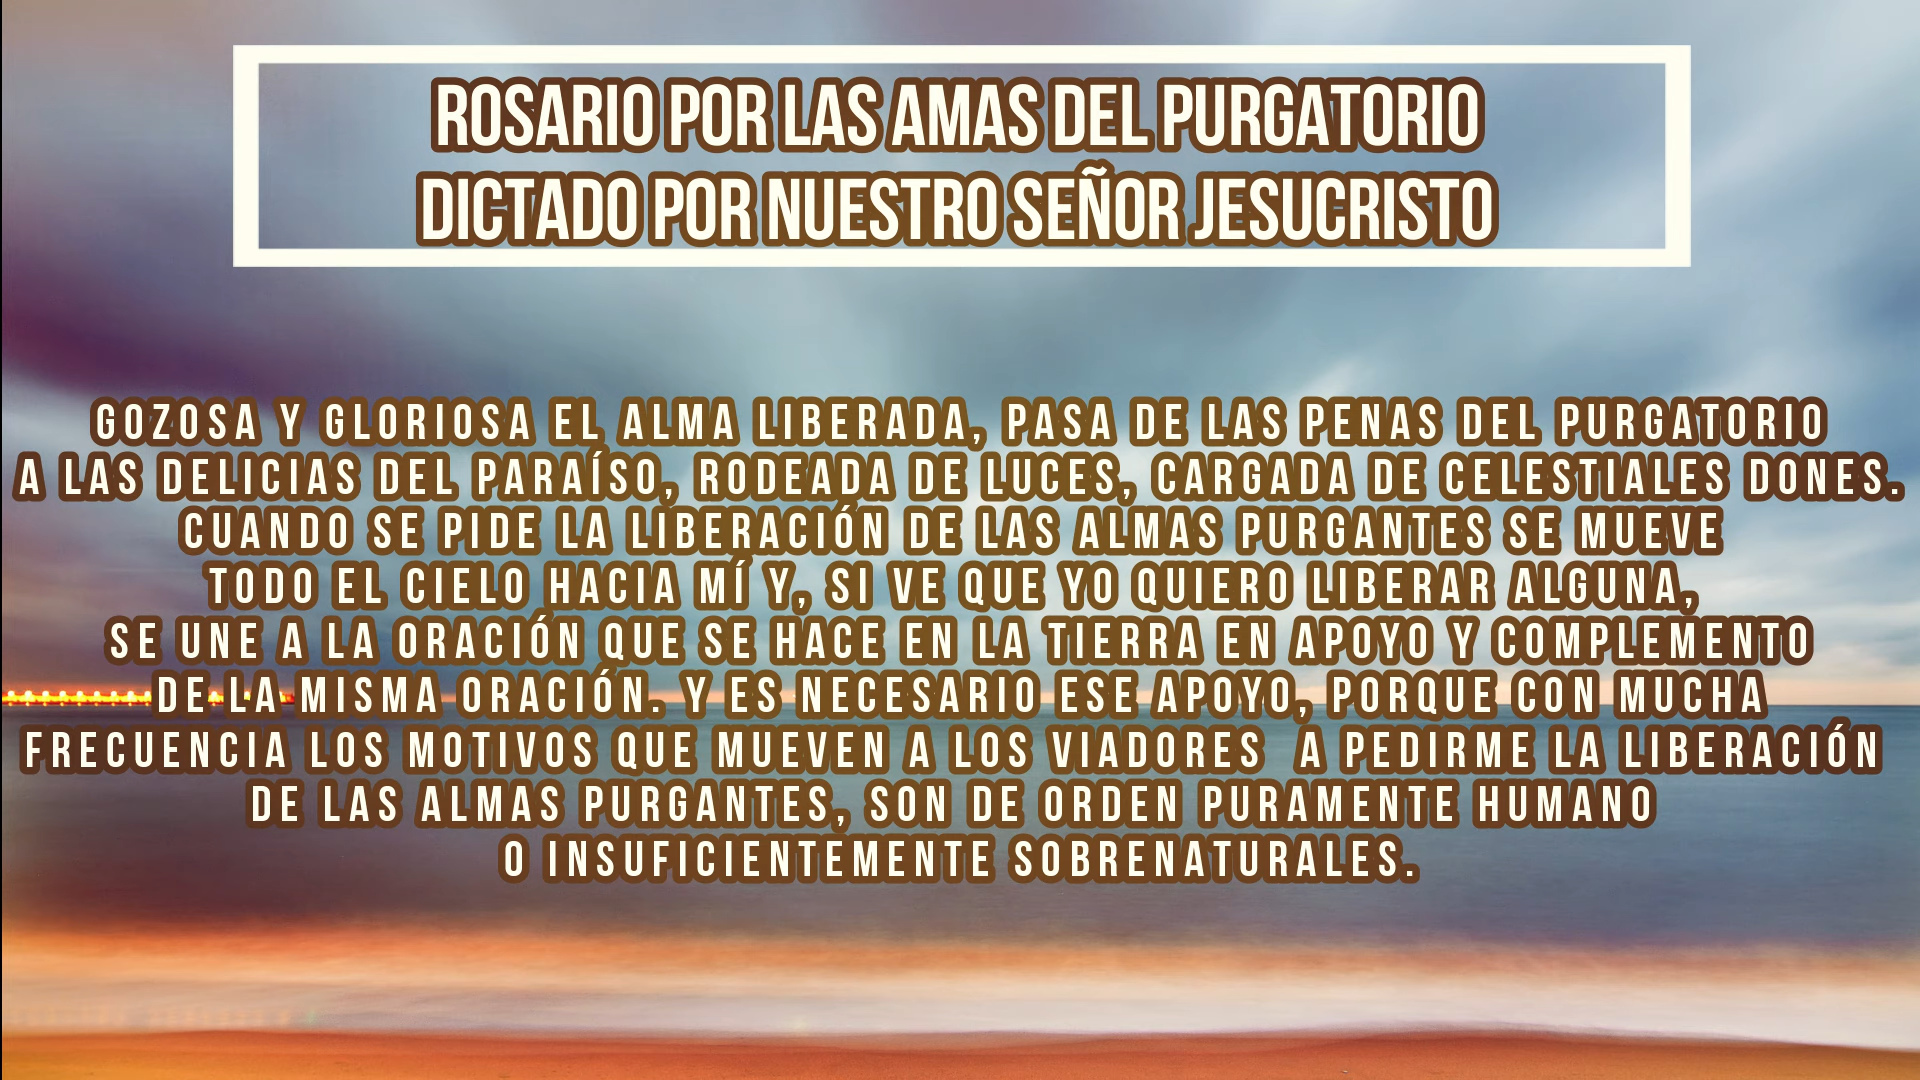 ROSARIO POR LAS AMAS DEL PURGATORIO
DICTADO POR NUESTRO SEÑOR JESUCRISTO
GOZOSA Y GLORIOSA EL ALMA LIBERADA, PASA DE LAS PENAS DEL PURGATORIO
A LAS DELICIAS DEL PARAÍSO, RODEADA DE LUCES, CARGADA DE CELESTIALES DONES.
CUANDO SE PIDE LA LIBERACIÓN DE LAS ALMAS PURGANTES SE MUEVE
TODO EL CIELO HACIA MÍ Y, SI VE QUE YO QUIERO LIBERAR ALGUNA,
SE UNE A LA ORACIÓN QUE SE HACE EN LA TIERRA EN APOYO Y COMPLEMENTO
DE LA MISMA ORACIÓN. Y ES NECESARIO ESE APOYO, PORQUE CON MUCHA
FRECUENCIA LOS MOTIVOS QUE MUEVEN A LOS VIADORES A PEDIRME LA LIBERACIÓN
DE LAS ALMAS PURGANTES, SON DE ORDEN PURAMENTE HUMANO
O INSUFICIENTEMENTE SOBRENATURALES.